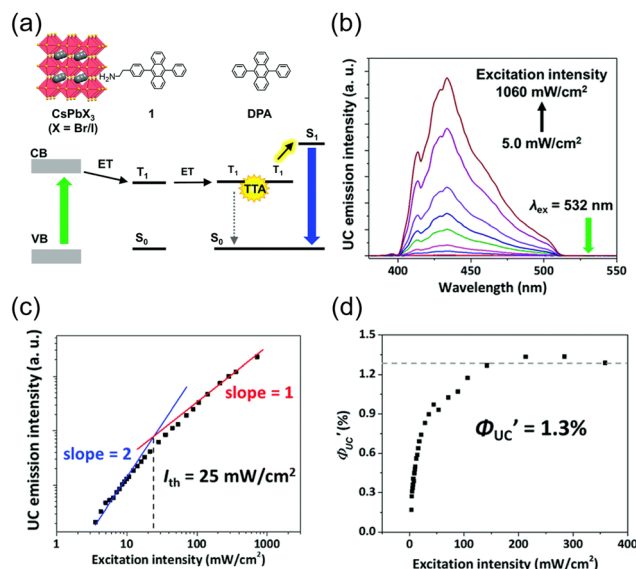 (a)
H₂N
CsPbX₃
(X = Br/I)
1
DPA
CB
ET
T₁
ET
T₁
TTA
T₁
S₁
VB
S₀
S₀
(b)
UC emission intensity (a. u.)
Excitation intensity
1060 mW/cm²
5.0 mW/cm²
λex = 532 nm
400
450
500
550
Wavelength (nm)
(c)
UC emission intensity (a. u.)
slope = 1
slope = 2
Ith = 25 mW/cm²
1
10
100
1000
Excitation intensity (mW/cm²)
(d)
ΦUC' (%)
1.5
1.2
0.9
0.6
0.3
0.0
ΦUC' = 1.3%
0
100
200
300
400
Excitation intensity (mW/cm²)